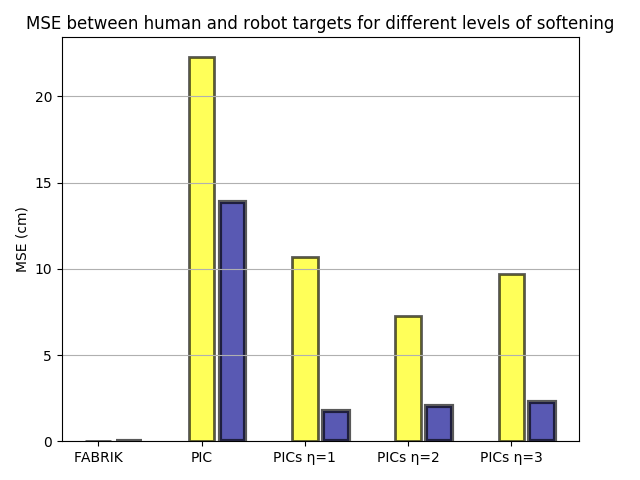 MSE between human and robot targets for different levels of softening
MSE (cm)
20
15
10
5
0
FABRIK PIC PICs η=1 PICs η=2 PICs η=3